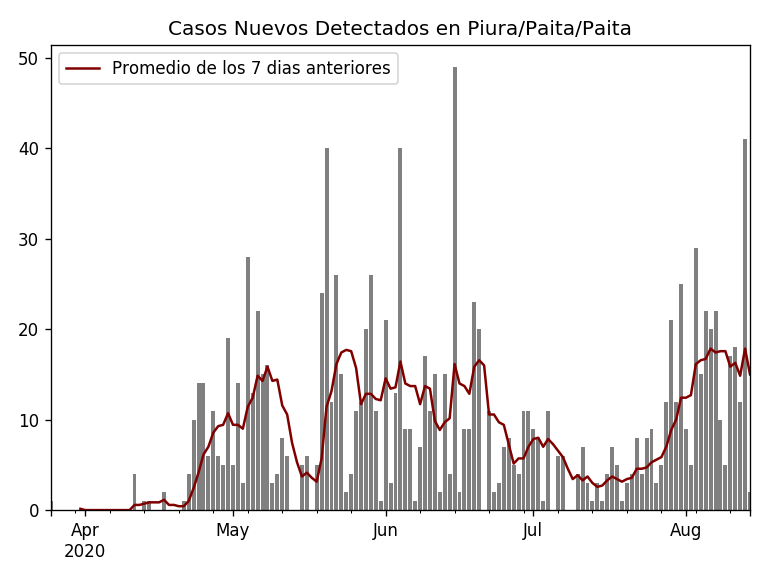 Casos Nuevos Detectados en Piura/Paita/Paita
Promedio de los 7 dias anteriores
50
40
30
20
10
0
Apr May Jun Jul Aug
2020